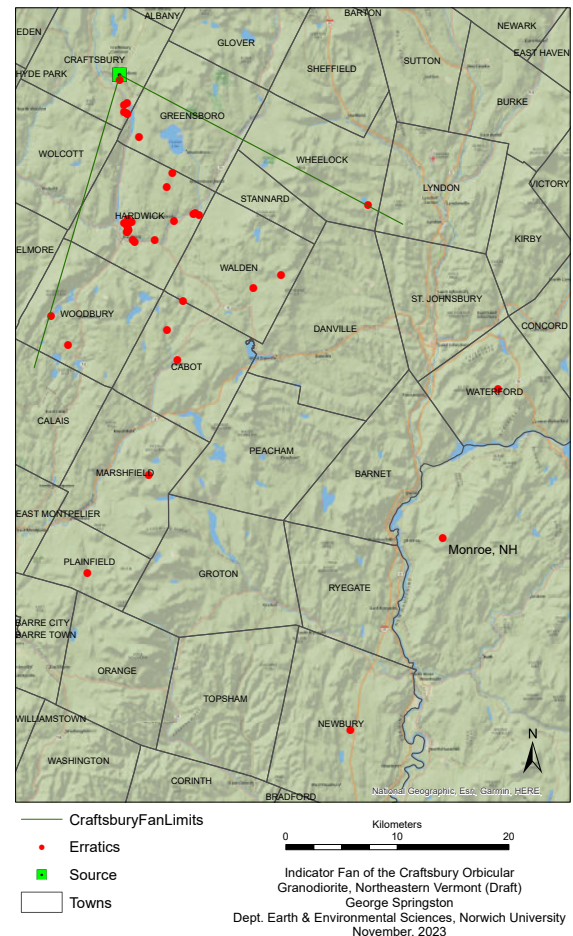 ALBANY
BARTON
EDEN
GLOVER
NEWARK
SUTTON
EAST HAVEN
CRAFTSBURY
SHEFFIELD
HYDE PARK
BURKE
GREENSBORO
WOLCOTT
WHEELOCK
LYNDON
VICTORY
STANNARD
HARDWICK
KIRBY
ELMORE
WALDEN
ST. JOHNSBURY
WOODBURY
DANVILLE
CONCORD
CABOT
WATERFORD
CALAIS
PEACHAM
MARSHFIELD
BARNET
EAST MONTPELIER
Monroe, NH
PLAINFIELD
GROTON
RYEGATE
BARRE CITY
BARRE TOWN
ORANGE
TOPSHAM
WILLIAMSTOWN
NEWBURY
N
WASHINGTON
CORINTH
BRADFORD
National Geographic, Esri, Garmin, HERE,
CraftsburyFanLimits
Erratics
Source
Towns
Kilometers
0 10 20
Indicator Fan of the Craftsbury Orbicular
Granodiorite, Northeastern Vermont (Draft)
George Springston
Dept. Earth & Environmental Sciences, Norwich University
November, 2023